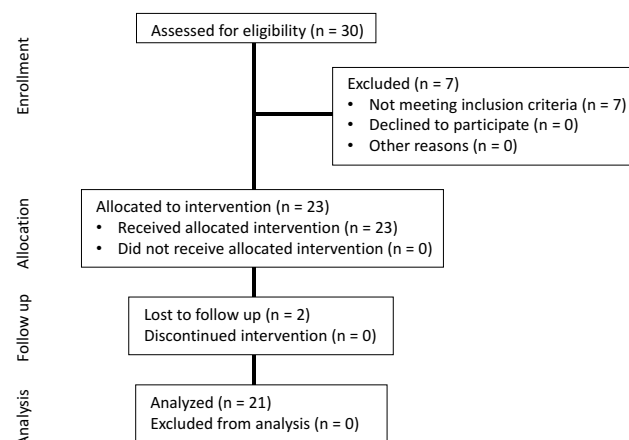 Enrollment
Assessed for eligibility (n = 30)
Excluded (n = 7)
• Not meeting inclusion criteria (n = 7)
• Declined to participate (n = 0)
• Other reasons (n = 0)
Allocation
Allocated to intervention (n = 23)
• Received allocated intervention (n = 23)
• Did not receive allocated intervention (n = 0)
Follow up
Lost to follow up (n = 2)
Discontinued intervention (n = 0)
Analysis
Analyzed (n = 21)
Excluded from analysis (n = 0)